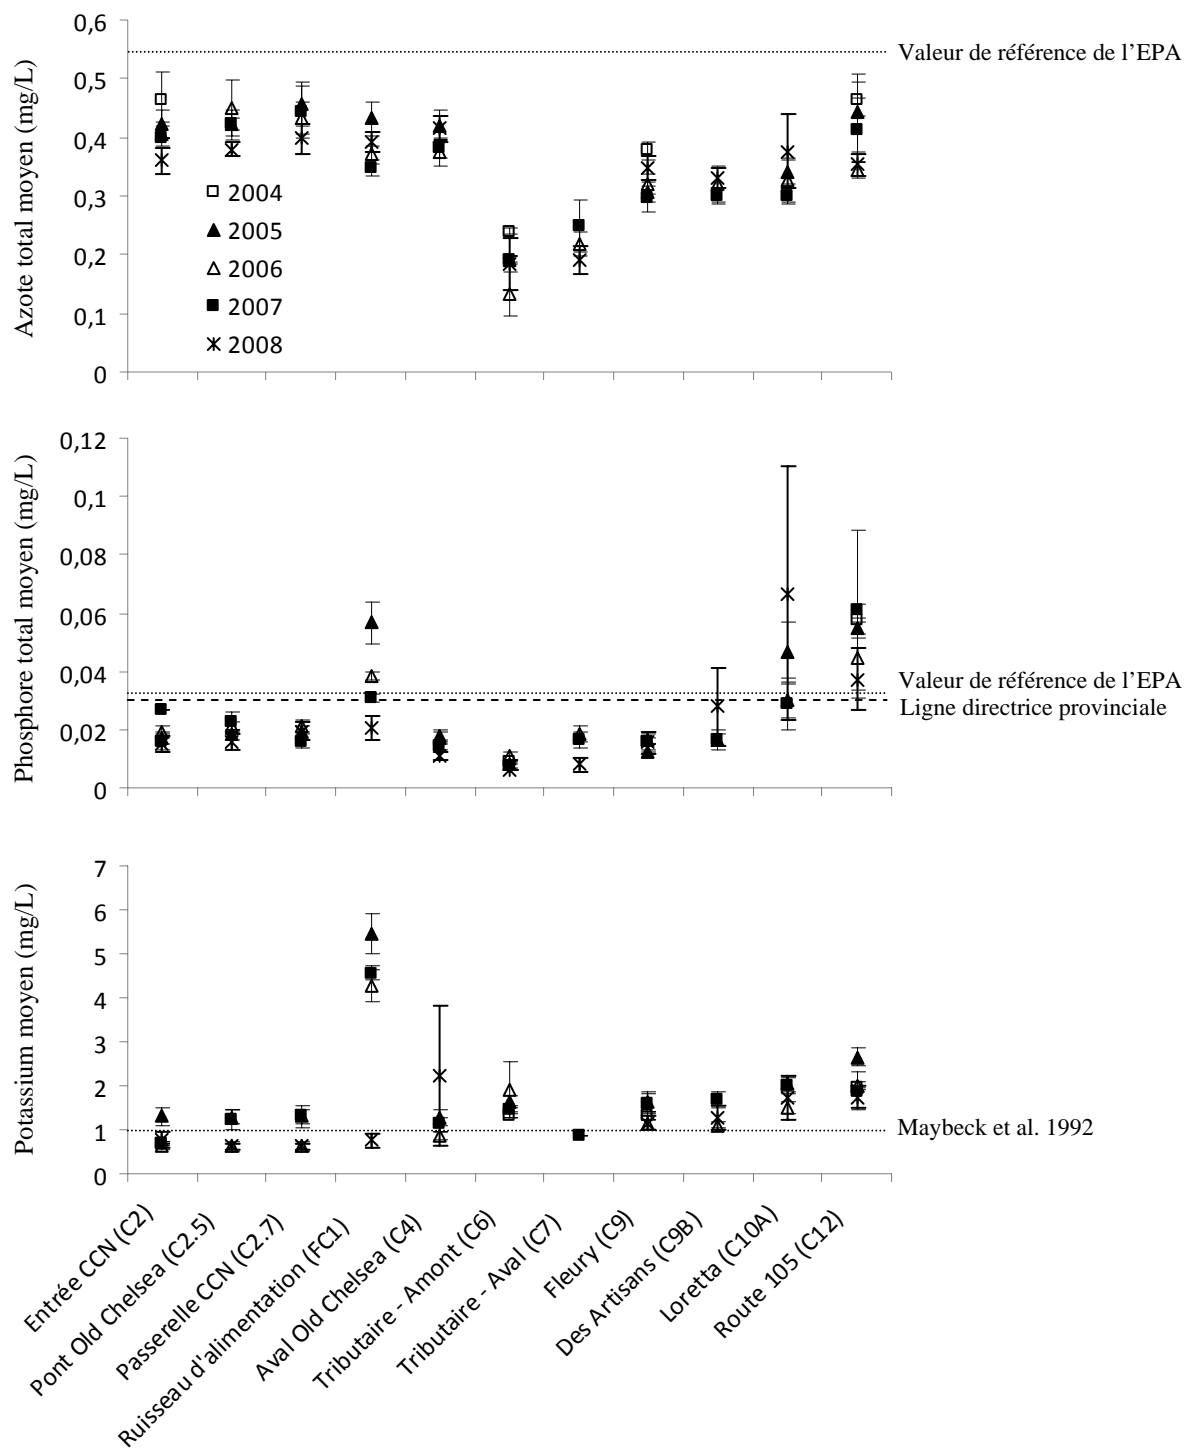 Azote total moyen (mg/L)
0,6
0,5
0,4
0,3
0,2
0,1
0
Valeur de référence de l'EPA
2004
2005
2006
2007
2008
Phosphore total moyen (mg/L)
0,12
0,1
0,08
0,06
0,04
0,02
0
Valeur de référence de l'EPA
Ligne directrice provinciale
Potassium moyen (mg/L)
7
6
5
4
3
2
1
0
Maybeck et al. 1992
Entrée CCN (C2)
Pont Old Chelsea (C2.5)
Passerelle CCN (C2.7)
Ruisseau d'alimentation (FC1)
Aval Old Chelsea (C4)
Tributaire - Amont (C6)
Tributaire - Aval (C7)
Fleury (C9)
Des Artisans (C9B)
Loretta (C10A)
Route 105 (C12)